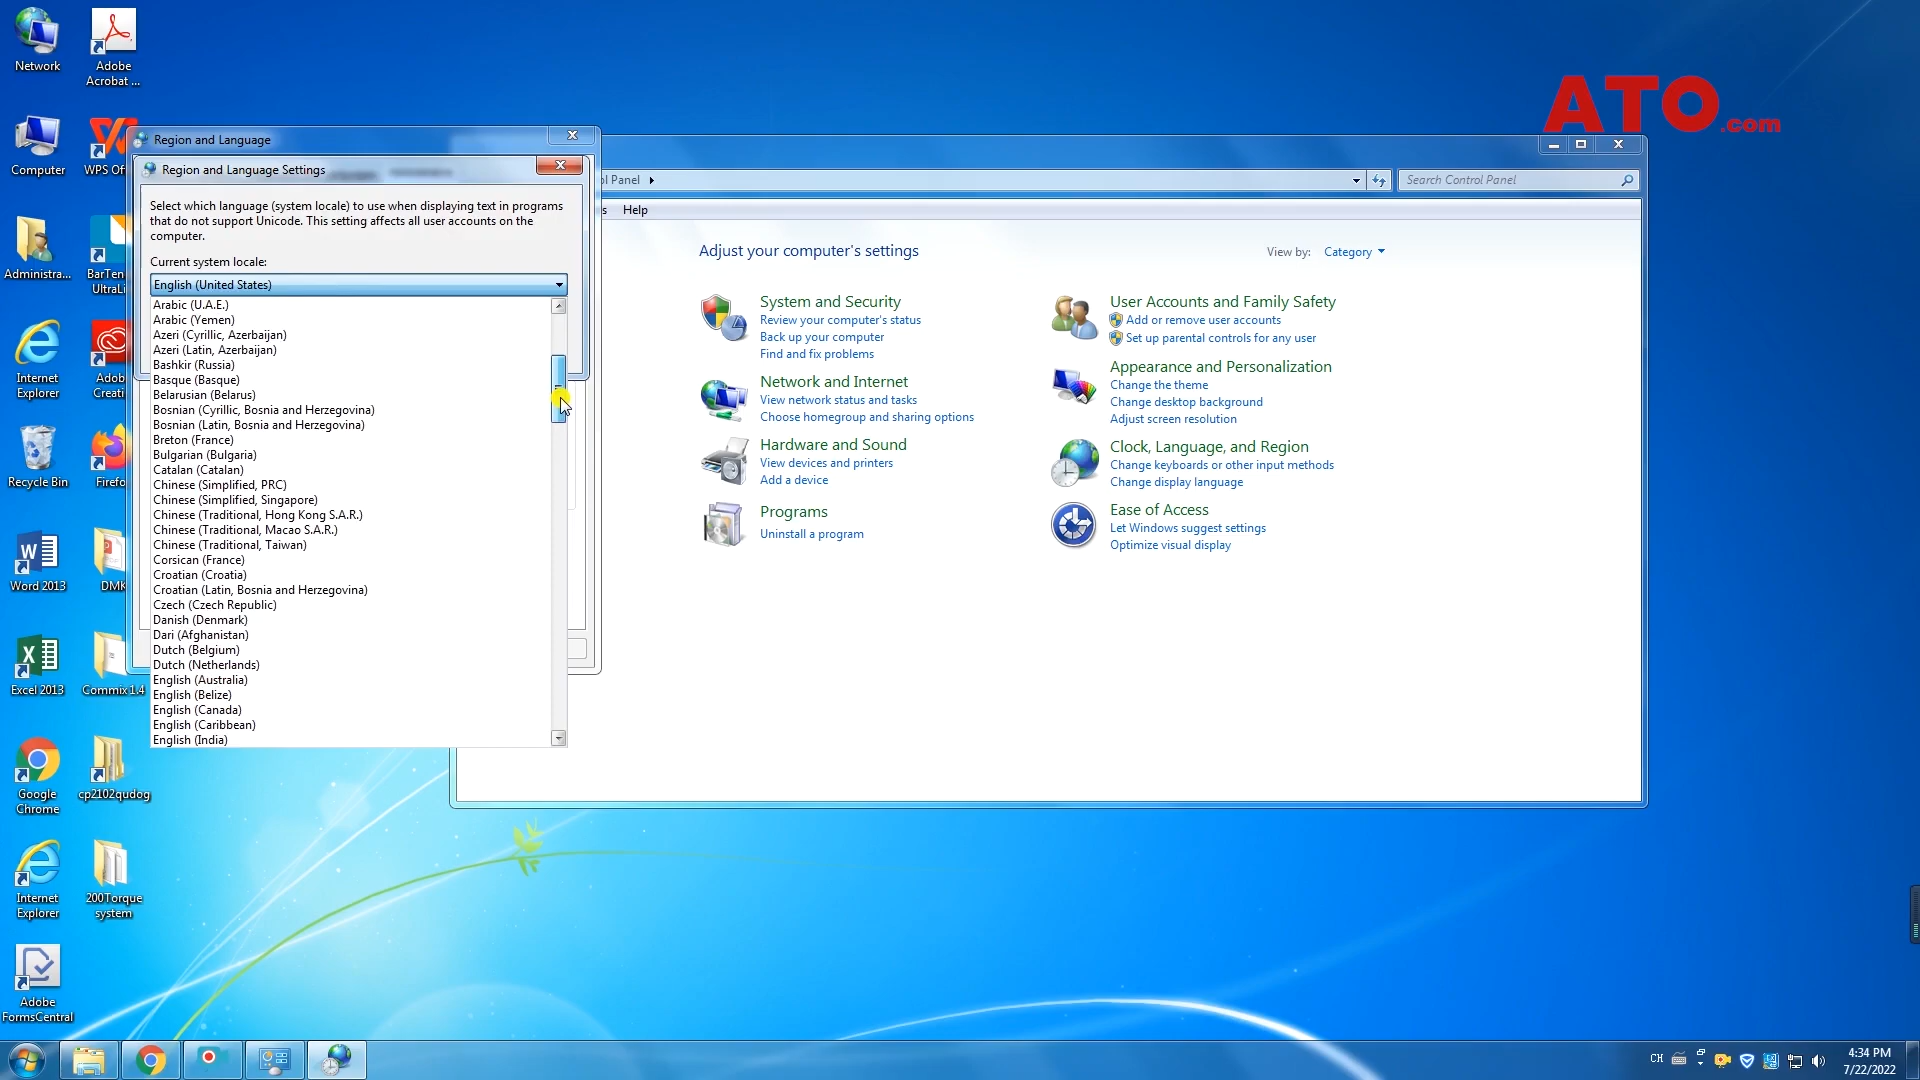 Network
Adobe
Acrobat ...
ATO.com
Computer
WPS Of
Administra...
BarTen
UltraLi
Internet
Explorer
Adob
Creati
Recycle Bin
Firefo
Word 2013
DMK
Excel 2013
Commix 1.4
Google
Chrome
cp2102qudog
Internet
Explorer
200Torque
system
Adobe
FormsCentral
Region and Language
Region and Language Settings
Select which language (system locale) to use when displaying text in programs
that do not support Unicode. This setting affects all user accounts on the
computer.
Current system locale:
English (United States)
Arabic (U.A.E.)
Arabic (Yemen)
Azeri (Cyrillic, Azerbaijan)
Azeri (Latin, Azerbaijan)
Bashkir (Russia)
Basque (Basque)
Belarusian (Belarus)
Bosnian (Cyrillic, Bosnia and Herzegovina)
Bosnian (Latin, Bosnia and Herzegovina)
Breton (France)
Bulgarian (Bulgaria)
Catalan (Catalan)
Chinese (Simplified, PRC)
Chinese (Simplified, Singapore)
Chinese (Traditional, Hong Kong S.A.R.)
Chinese (Traditional, Macao S.A.R.)
Chinese (Traditional, Taiwan)
Corsican (France)
Croatian (Croatia)
Croatian (Latin, Bosnia and Herzegovina)
Czech (Czech Republic)
Danish (Denmark)
Dari (Afghanistan)
Dutch (Belgium)
Dutch (Netherlands)
English (Australia)
English (Belize)
English (Canada)
English (Caribbean)
English (India)
ol Panel
Search Control Panel
s Help
Adjust your computer's settings
View by: Category
System and Security
Review your computer's status
Back up your computer
Find and fix problems
Network and Internet
View network status and tasks
Choose homegroup and sharing options
Hardware and Sound
View devices and printers
Add a device
Programs
Uninstall a program
User Accounts and Family Safety
Add or remove user accounts
Set up parental controls for any user
Appearance and Personalization
Change the theme
Change desktop background
Adjust screen resolution
Clock, Language, and Region
Change keyboards or other input methods
Change display language
Ease of Access
Let Windows suggest settings
Optimize visual display
CH
4:34 PM
7/22/2022